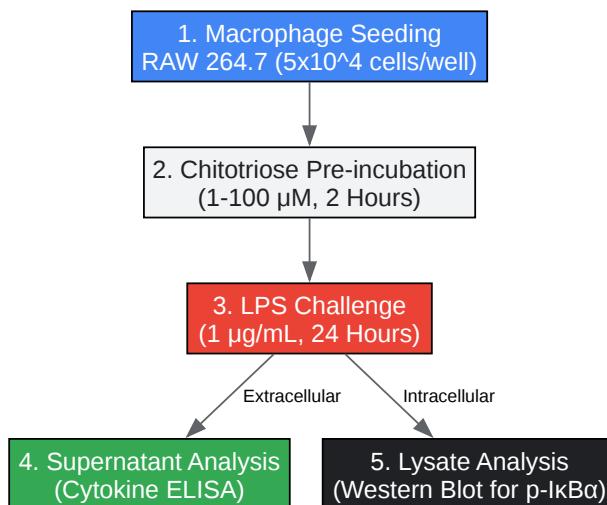 1. Macrophage Seeding
RAW 264.7 (5x10^4 cells/well)
2. Chitotriose Pre-incubation
(1-100 μM, 2 Hours)
3. LPS Challenge
(1 μg/mL, 24 Hours)
Extracellular
Intracellular
4. Supernatant Analysis
(Cytokine ELISA)
5. Lysate Analysis
(Western Blot for p-IκBα)